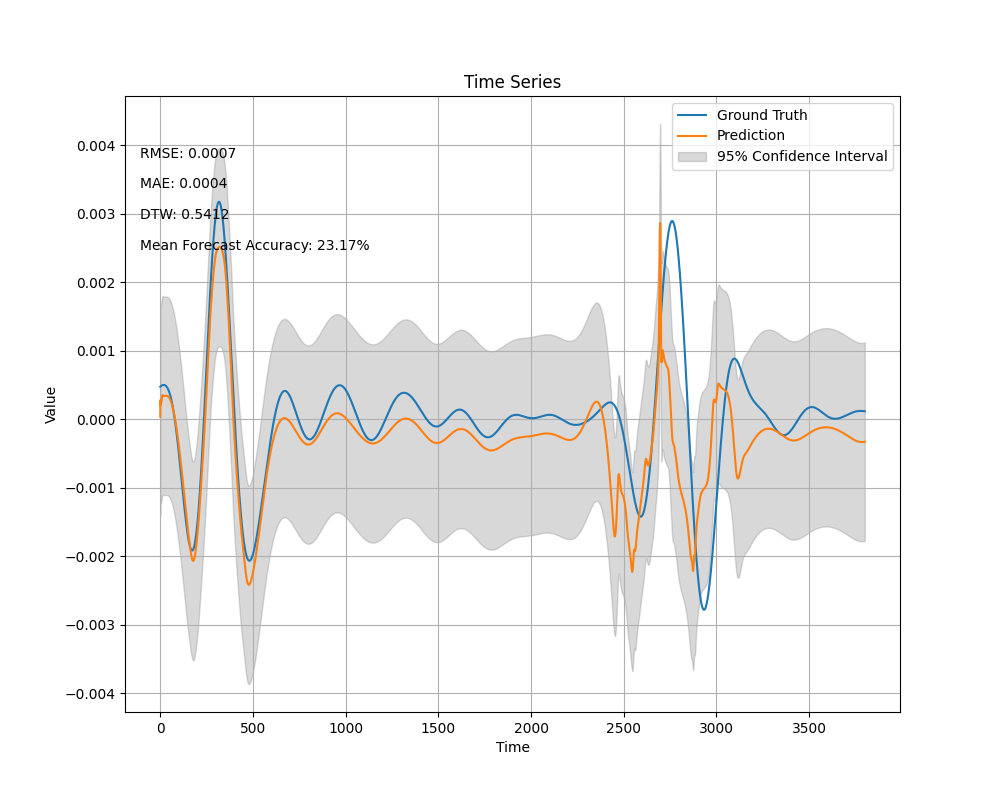 Time Series
Ground Truth
Prediction
95% Confidence Interval
RMSE: 0.0007
MAE: 0.0004
DTW: 0.5412
Mean Forecast Accuracy: 23.17%
Value
0.004
0.003
0.002
0.001
0.000
−0.001
−0.002
−0.003
−0.004
0 500 1000 1500 2000 2500 3000 3500
Time